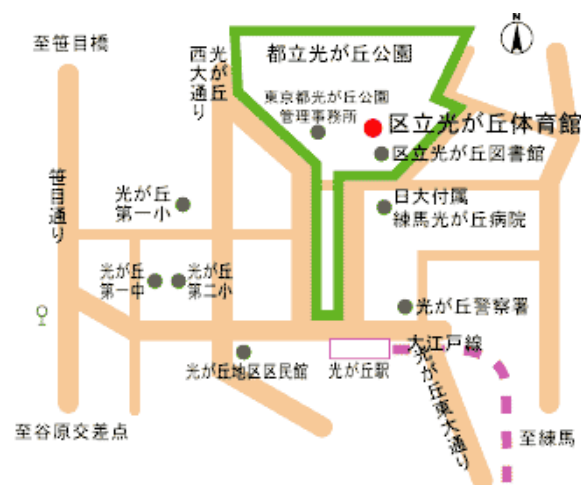 N
至笹目橋
光が丘
西大通り
都立光が丘公園
東京都光が丘公園
管理事務所
区立光が丘体育館
区立光が丘図書館
笹目通り
光が丘
第一小
日大付属
練馬光が丘病院
光が丘
第一中
光が丘
第二小
光が丘警察署
大江戸線
光が丘地区区民館
光が丘駅
光が丘東大通り
至谷原交差点
至練馬